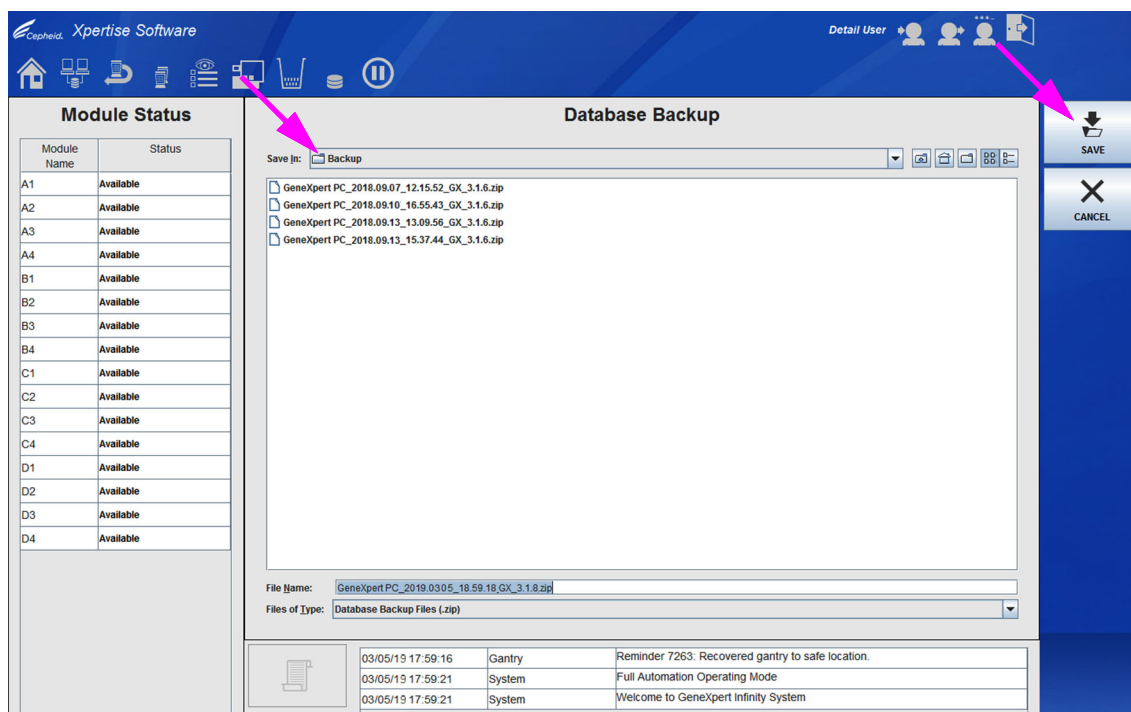 Cepheid. Xpertise Software
Detail User
Module Status
Module Name
Status
A1 Available
A2 Available
A3 Available
A4 Available
B1 Available
B2 Available
B3 Available
B4 Available
C1 Available
C2 Available
C3 Available
C4 Available
D1 Available
D2 Available
D3 Available
D4 Available
Database Backup
Save In: Backup
GeneXpert PC_2018.09.07_12.15.52_GX_3.1.6.zip
GeneXpert PC_2018.09.10_16.55.43_GX_3.1.6.zip
GeneXpert PC_2018.09.13_13.09.56_GX_3.1.6.zip
GeneXpert PC_2018.09.13_15.37.44_GX_3.1.6.zip
File Name: GeneXpert PC_2019.0305_18.59.18_GX_3.1.8.zip
Files of Type: Database Backup Files (.zip)
03/05/19 17:59:16 Gantry Reminder 7263: Recovered gantry to safe location.
03/05/19 17:59:21 System Full Automation Operating Mode
03/05/19 17:59:21 System Welcome to GeneXpert Infinity System
SAVE
CANCEL